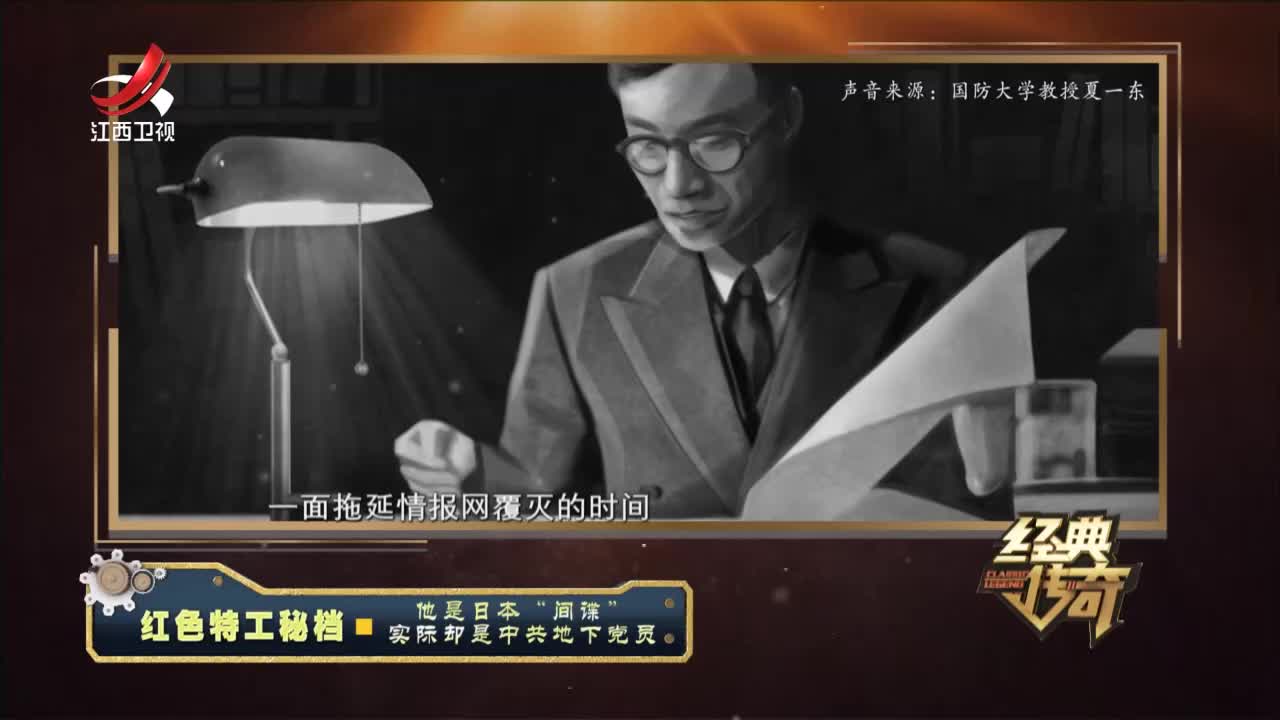 江西卫视
声音来源：国防大学教授夏一东
一面拖延情报网覆灭的时间
经典
CLASSIC
LEGEND
传奇
红色特工秘档
他是日本“间谍”
实际却是中共地下党员